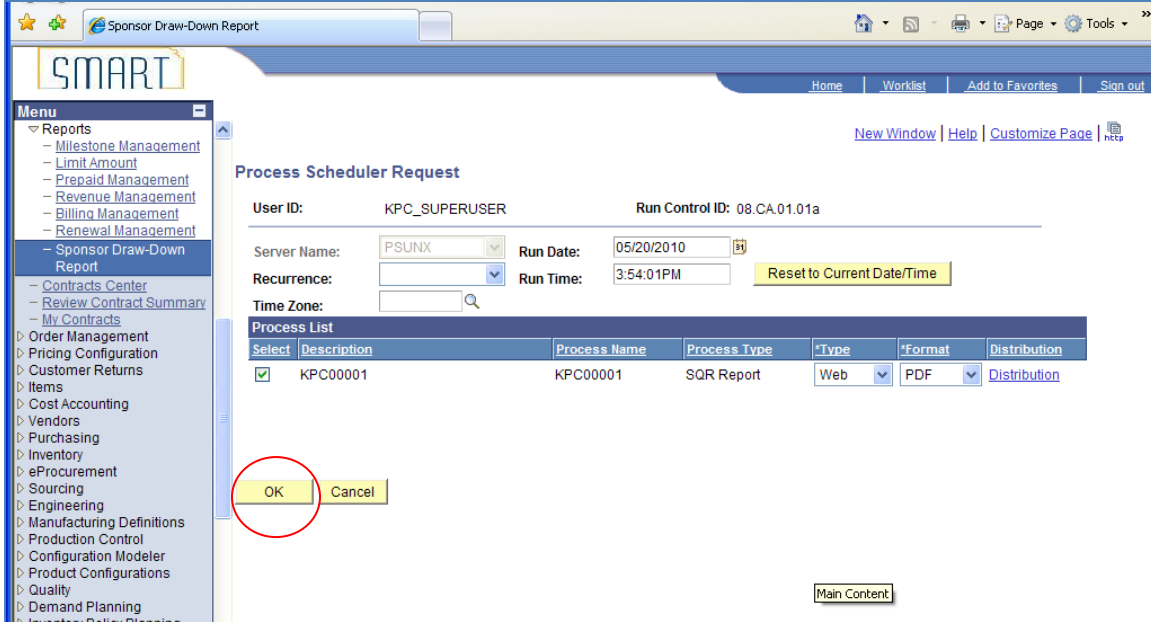 Sponsor Draw-Down Report
Page Tools »
SMART
Home Worklist Add to Favorites Sign out
Menu
Reports
Milestone Management
Limit Amount
Prepaid Management
Revenue Management
Billing Management
Renewal Management
Sponsor Draw-Down
Report
Contracts Center
Review Contract Summary
My Contracts
Order Management
Pricing Configuration
Customer Returns
Items
Cost Accounting
Vendors
Purchasing
Inventory
eProcurement
Sourcing
Engineering
Manufacturing Definitions
Production Control
Configuration Modeler
Product Configurations
Quality
Demand Planning
Inventory Policy Planning
New Window | Help | Customize Page | http
Process Scheduler Request
User ID: KPC_SUPERUSER Run Control ID: 08.CA.01.01a
Server Name: PSUNX Run Date: 05/20/2010 31
Recurrence: Run Time: 3:54:01PM Reset to Current Date/Time
Time Zone:
Process List
Select Description Process Name Process Type *Type *Format Distribution
KPC00001 KPC00001 SQR Report Web PDF Distribution
OK Cancel
Main Content